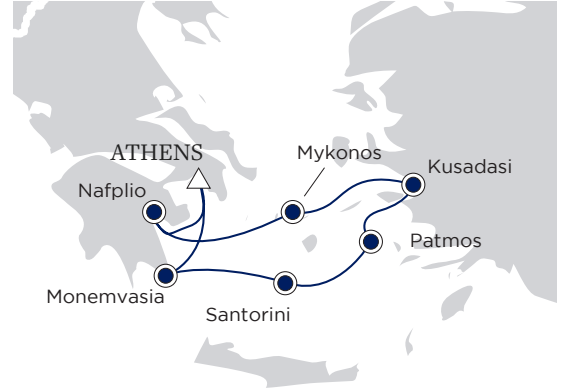 ATHENS
Mykonos
Kusadasi
Nafplio
Patmos
Monemvasia
Santorini